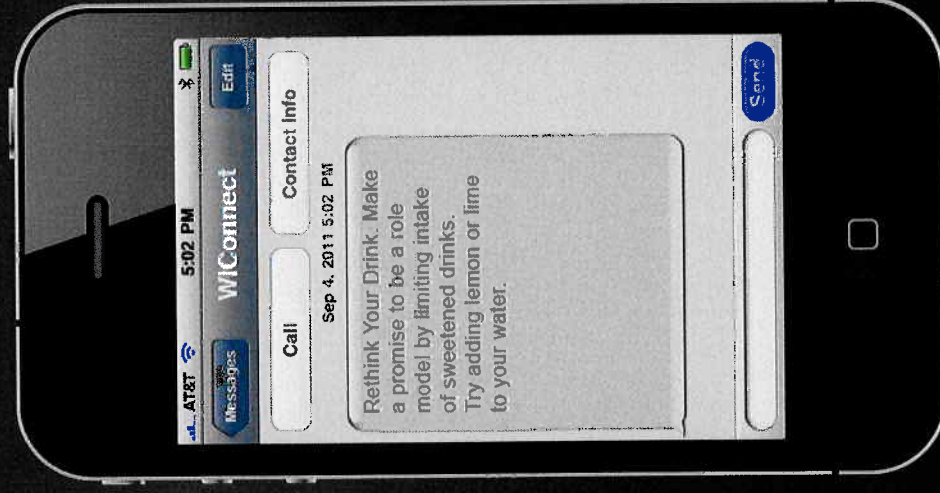 AT&T 5:02 PM
Messages WIConnect Edit
Call Contact Info
Sep 4, 2011 5:02 PM
Rethink Your Drink. Make
a promise to be a role
model by limiting intake
of sweetened drinks.
Try adding lemon or lime
to your water.
Send